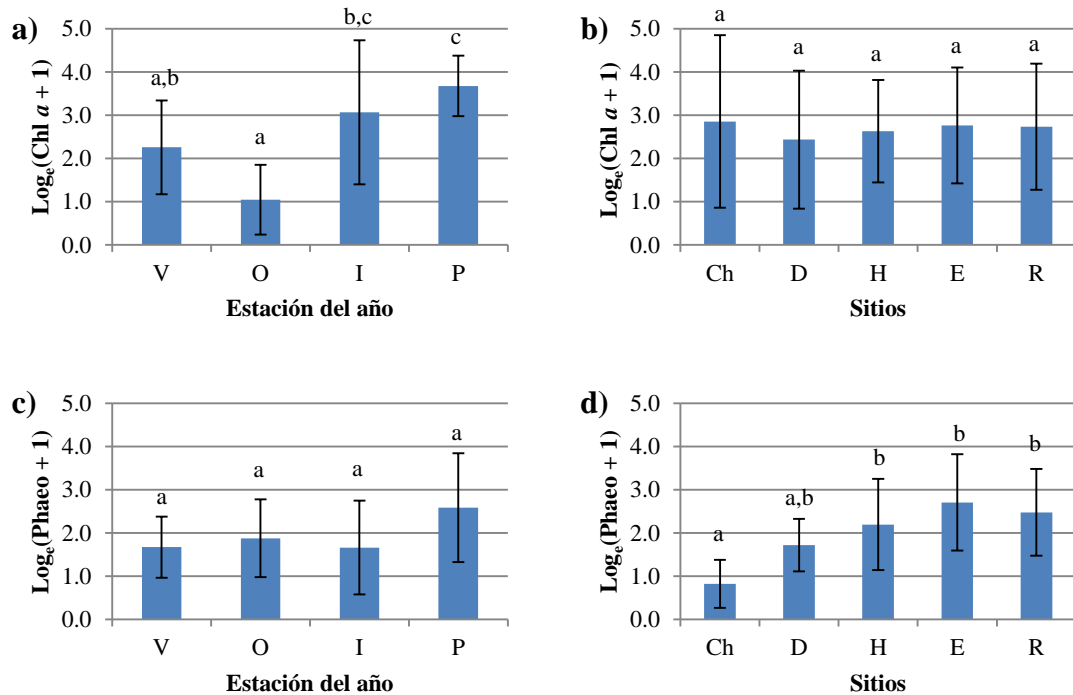 a)
Log_e(Chl a + 1)
5.0
4.0
3.0
2.0
1.0
0.0
a,b
a
b,c
c
V O I P
Estación del año
b)
Log_e(Chl a + 1)
5.0
4.0
3.0
2.0
1.0
0.0
a
a
a
a
a
Ch D H E R
Sitios
c)
Log_e(Phaeo + 1)
5.0
4.0
3.0
2.0
1.0
0.0
a
a
a
a
V O I P
Estación del año
d)
Log_e(Phaeo + 1)
5.0
4.0
3.0
2.0
1.0
0.0
a
a,b
b
b
b
Ch D H E R
Sitios